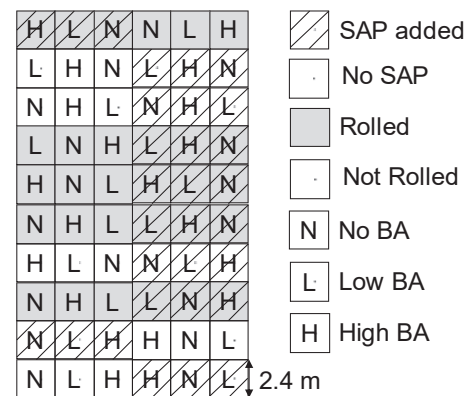 H L N N L H
L H N L H N
N H L N H L
L N H L H N
H N L H L N
N H L L H N
H L N N L H
N H L L N H
N L H H N L
N L H H N L
2.4 m
SAP added
No SAP
Rolled
Not Rolled
N No BA
L Low BA
H High BA